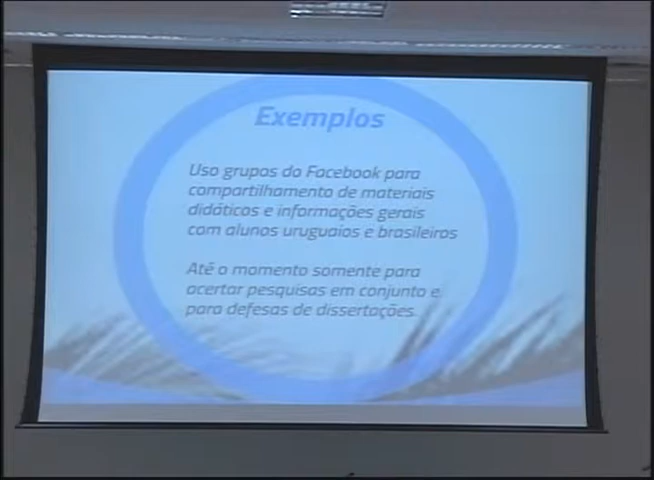 Exemplos
Uso grupos do Facebook para
compartilhamento de materiais
didáticos e informações gerais
com alunos uruguaios e brasileiros
Até o momento somente para
acertar pesquisas em conjunto e
para defesas de dissertações.